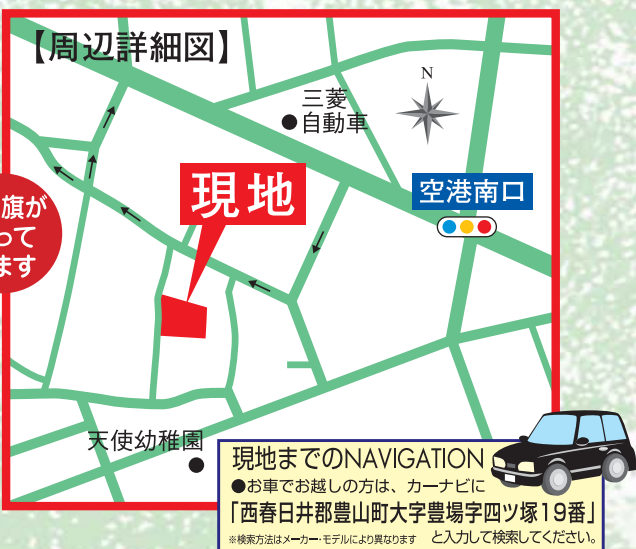 【周辺詳細図】
N
三菱
自動車
旗が
って
ます
現地
空港南口
天使幼稚園
現地までのNAVIGATION
●お車でお越しの方は、カーナビに
「西春日井郡豊山町大字豊場字四ツ塚19番」
※検索方法はメーカー・モデルにより異なります と入力して検索してください。